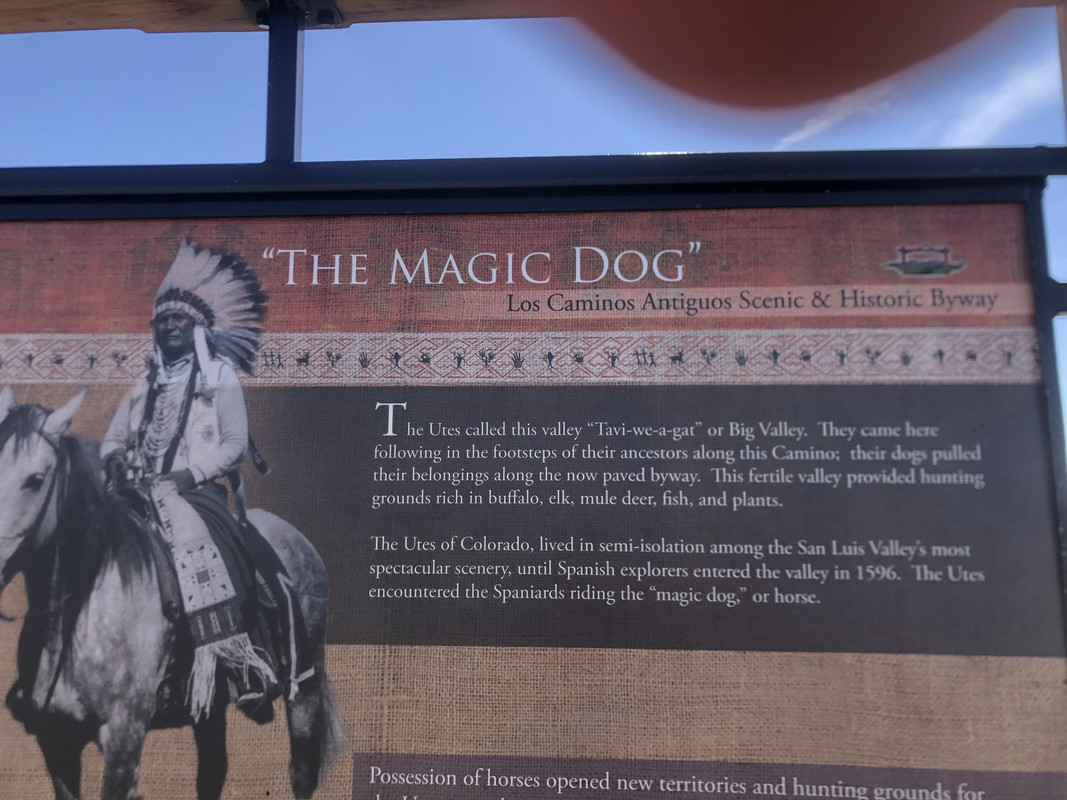 "The Magic Dog"
Los Caminos Antiguos Scenic & Historic Byway
The Utes called this valley "Tavi-we-a-gat" or Big Valley. They came here
following in the footsteps of their ancestors along this Camino; their dogs pulled
their belongings along the now paved byway. This fertile valley provided hunting
grounds rich in buffalo, elk, mule deer, fish, and plants.
The Utes of Colorado, lived in semi-isolation among the San Luis Valley's most
spectacular scenery, until Spanish explorers entered the valley in 1596. The Utes
encountered the Spaniards riding the "magic dog," or horse.
Possession of horses opened new territories and hunting grounds for